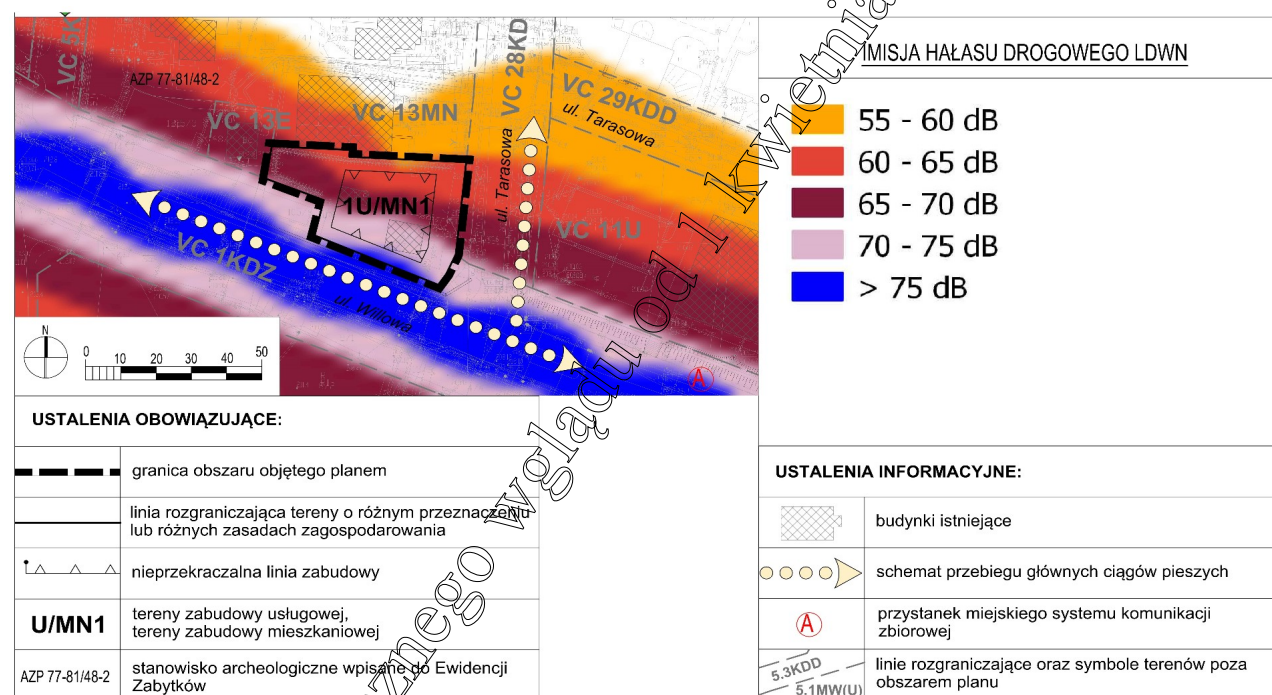 VC 5K
AZP 77-81/48-2
VC 13E
VC 13MN
VC 28KD
VC 29KDD
ul. Tarasowa
ul. Tarasowa
1U/MN1
VC 11U
VC 1KDZ
ul. Willowa
A
N
0 10 20 30 40 50
IMISJA HAŁASU DROGOWEGO LDWN
55 - 60 dB
60 - 65 dB
65 - 70 dB
70 - 75 dB
> 75 dB
USTALENIA OBOWIĄZUJĄCE:
granica obszaru objętego planem
linia rozgraniczająca tereny o różnym przeznaczeniu
lub różnych zasadach zagospodarowania
nieprzekraczalna linia zabudowy
U/MN1
tereny zabudowy usługowej,
tereny zabudowy mieszkaniowej
AZP 77-81/48-2
stanowisko archeologiczne wpisane do Ewidencji
Zabytków
USTALENIA INFORMACYJNE:
budynki istniejące
schemat przebiegu głównych ciągów pieszych
A
przystanek miejskiego systemu komunikacji
zbiorowej
5.3KDD
5.1MW(U)
linie rozgraniczające oraz symbole terenów poza
obszarem planu
znego wglądu od 1 kwietnia